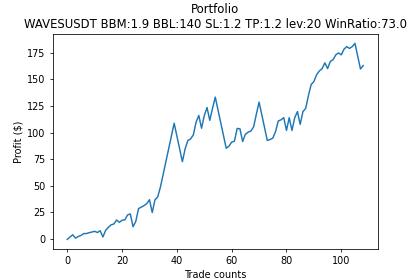 Portfolio
WAVESUSDT BBM:1.9 BBL:140 SL:1.2 TP:1.2 lev:20 WinRatio:73.0
Profit ($)
175
150
125
100
75
50
25
0
0 20 40 60 80 100
Trade counts